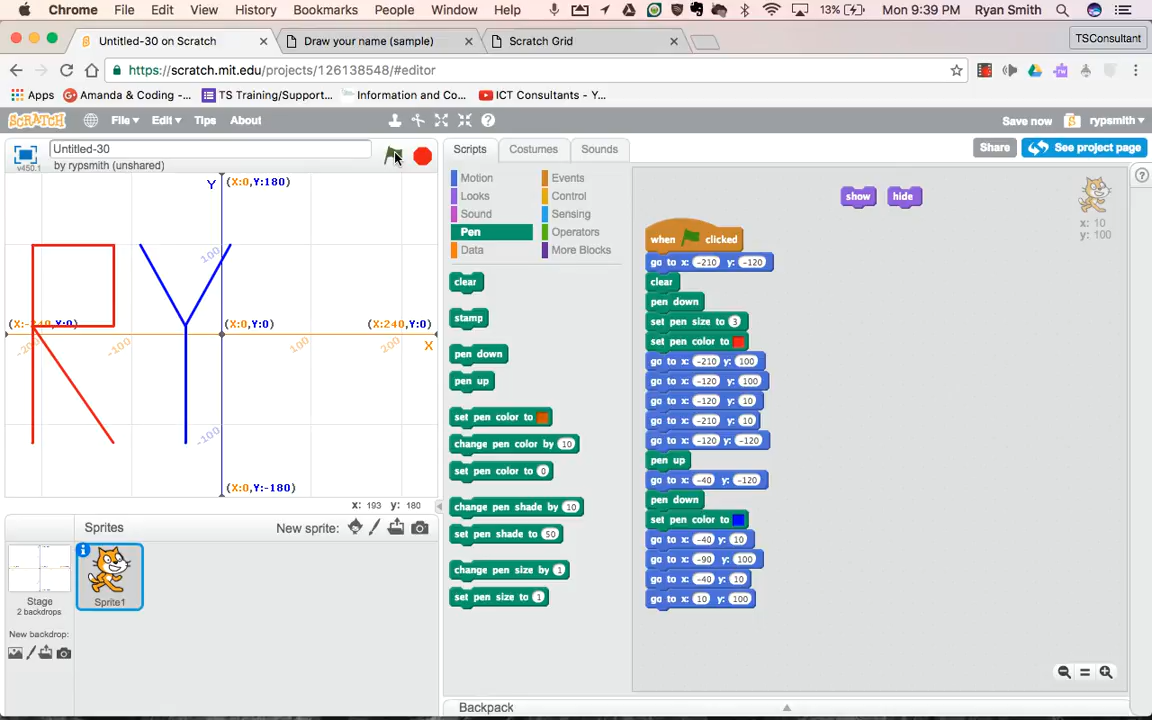 Chrome File Edit View History Bookmarks People Window Help 13% Mon 9:39 PM Ryan Smith
Untitled-30 on Scratch Draw your name (sample) Scratch Grid TSConsultant
https://scratch.mit.edu/projects/126138548/#editor
Apps Amanda & Coding -... TS Training/Support... Information and Co... ICT Consultants - Y...
SCRATCH File Edit Tips About Save now rypsmith
Untitled-30
by rypsmith (unshared)
v450.1
Scripts Costumes Sounds
Share See project page
Motion Events
Looks Control
Sound Sensing
Pen Operators
Data More Blocks
clear
stamp
pen down
pen up
set pen color to
change pen color by 10
set pen color to 0
change pen shade by 10
set pen shade to 50
change pen size by 1
set pen size to 1
Y (X:0,Y:180)
100
(X:-240,Y:0) (X:0,Y:0) (X:240,Y:0)
-200 -100 100 200 X
-100
(X:0,Y:-180)
x: 193 y: 180
show hide
x: 10
y: 100
when clicked
go to x: -210 y: -120
clear
pen down
set pen size to 3
set pen color to
go to x: -210 y: 100
go to x: -120 y: 100
go to x: -120 y: 10
go to x: -210 y: 10
go to x: -120 y: -120
pen up
go to x: -40 y: -120
pen down
set pen color to
go to x: -40 y: 10
go to x: -90 y: 100
go to x: -40 y: 10
go to x: 10 y: 100
Sprites New sprite:
Stage
2 backdrops
Sprite1
New backdrop:
Backpack